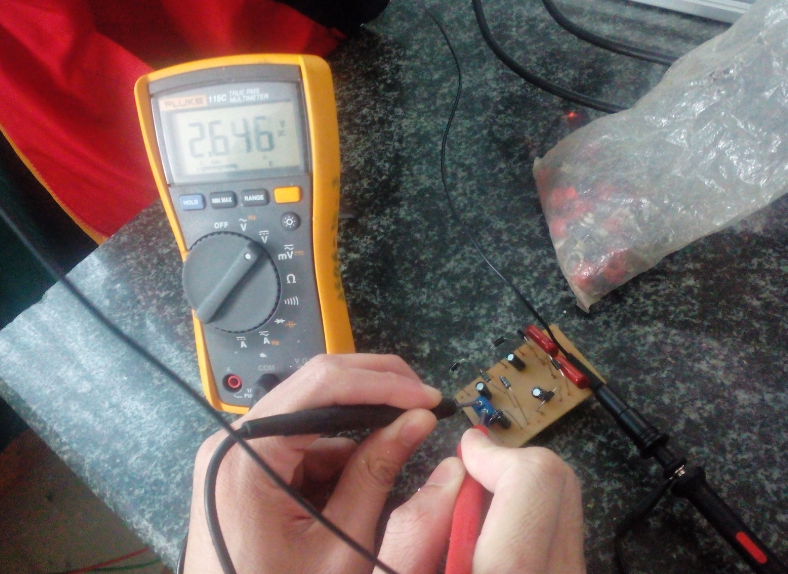 FLUKE 115C TRUE RMS
MULTIMETER
2.646 V
HOLD MIN MAX RANGE
OFF
V
V
mV
Ω
A
A
COM